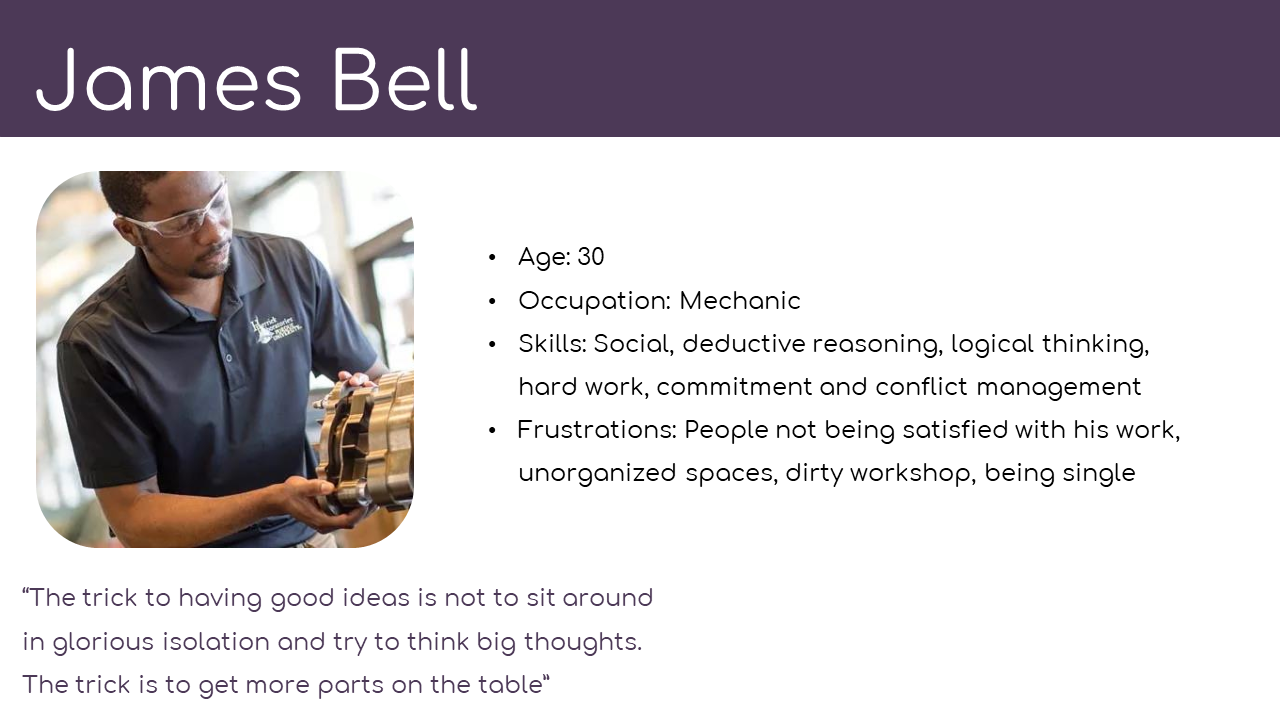 James Bell
• Age: 30
• Occupation: Mechanic
• Skills: Social, deductive reasoning, logical thinking,
hard work, commitment and conflict management
• Frustrations: People not being satisfied with his work,
unorganized spaces, dirty workshop, being single
“The trick to having good ideas is not to sit around
in glorious isolation and try to think big thoughts.
The trick is to get more parts on the table”